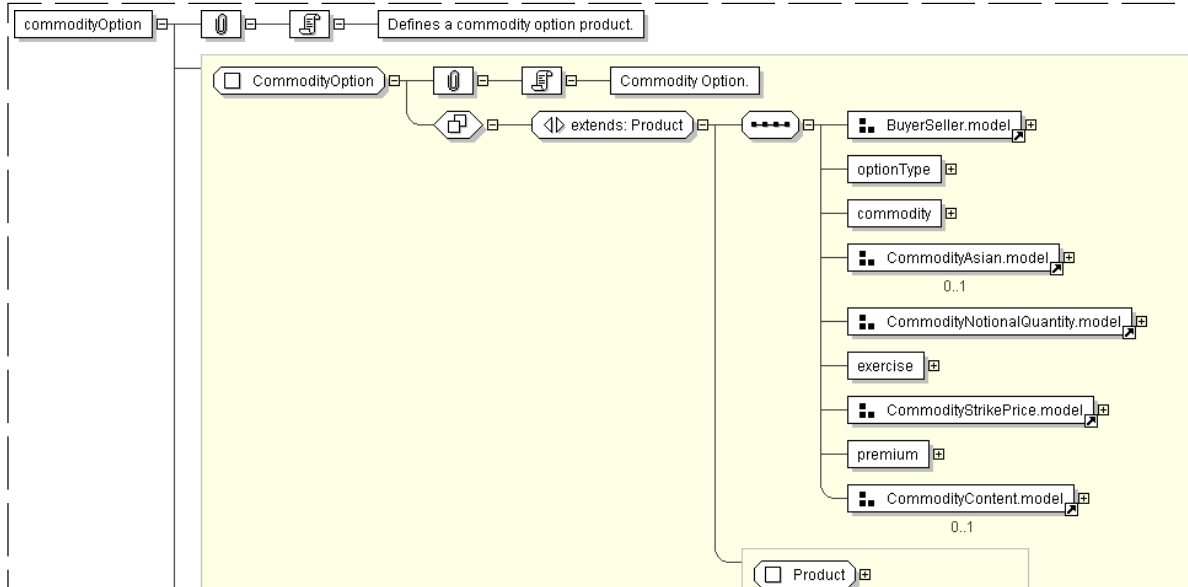 commodityOption
Defines a commodity option product.
CommodityOption
Commodity Option.
extends: Product
BuyerSeller.model
optionType
commodity
CommodityAsian.model
0..1
CommodityNotionalQuantity.model
exercise
CommodityStrikePrice.model
premium
CommodityContent.model
0..1
Product